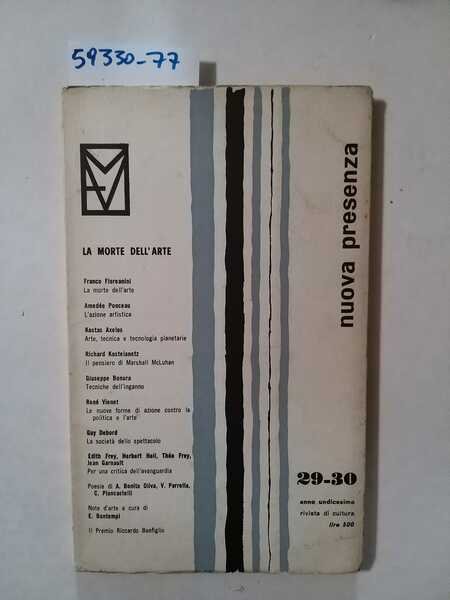 59330-77
LA MORTE DELL'ARTE
Franco Floreanini
La morte dell'arte
Amedée Ponceau
L'azione artistica
Kostas Axelos
Arte, tecnica e tecnologia planetarie
Richard Kostelanetz
Il pensiero di Marshall McLuhan
Giuseppe Bonura
Tecniche dell'inganno
René Vienet
Le nuove forme di azione contro la
politica e l'arte
Guy Debord
La società dello spettacolo
Edith Frey, Herbert Holl, Théo Frey,
Jean Garnault
Per una critica dell'avanguardia
Poesie di A. Bonito Oliva, V. Perretta,
C. Piancastelli
Note d'arte a cura di
E. Bontempi
Il Premio Riccardo Bonfiglio
nuova presenza
29-30
anno undicesimo
rivista di cultura
lire 500